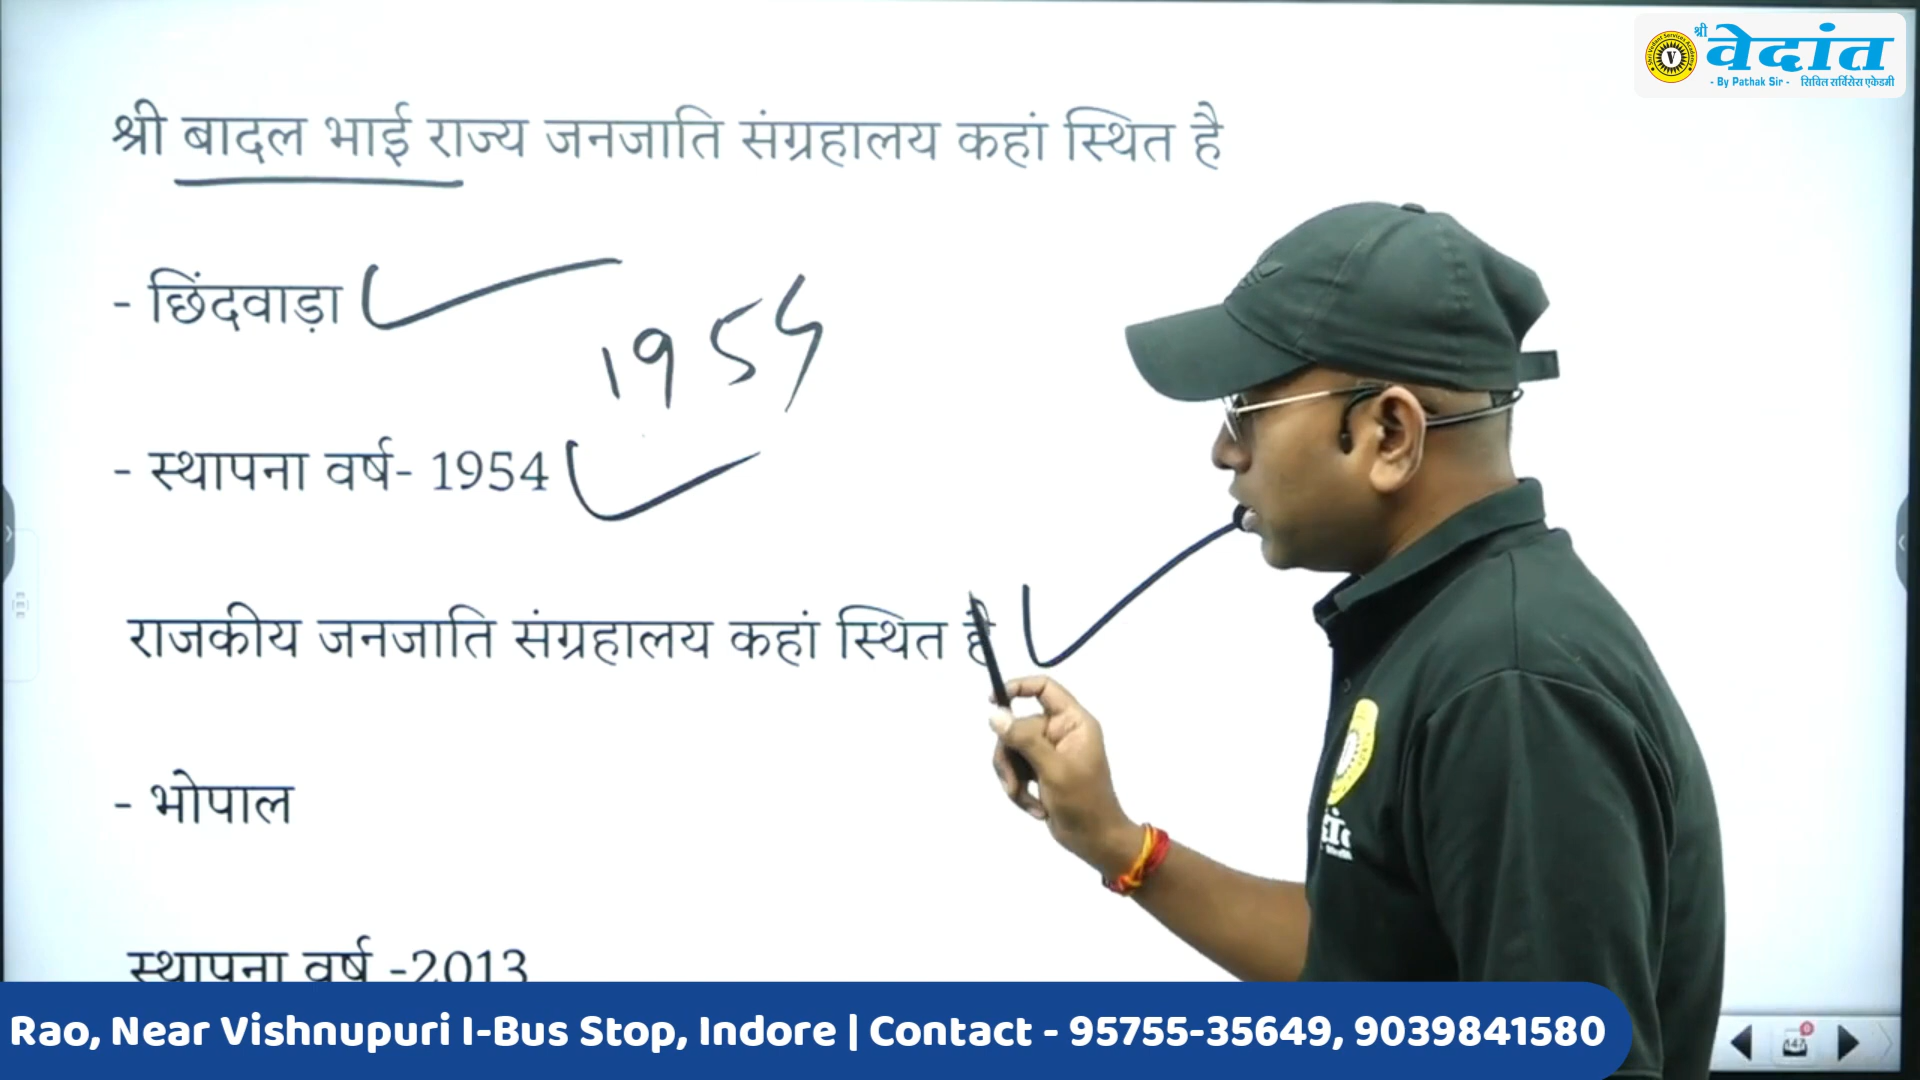 श्री वेदांत
- By Pathak Sir - सिविल सर्विसेस एकेडमी
श्री बादल भाई राज्य जनजाति संग्रहालय कहां स्थित है
- छिंदवाड़ा
1954
- स्थापना वर्ष- 1954
राजकीय जनजाति संग्रहालय कहां स्थित है
- भोपाल
स्थापना वर्ष -2013
Rao, Near Vishnupuri I-Bus Stop, Indore | Contact - 95755-35649, 9039841580